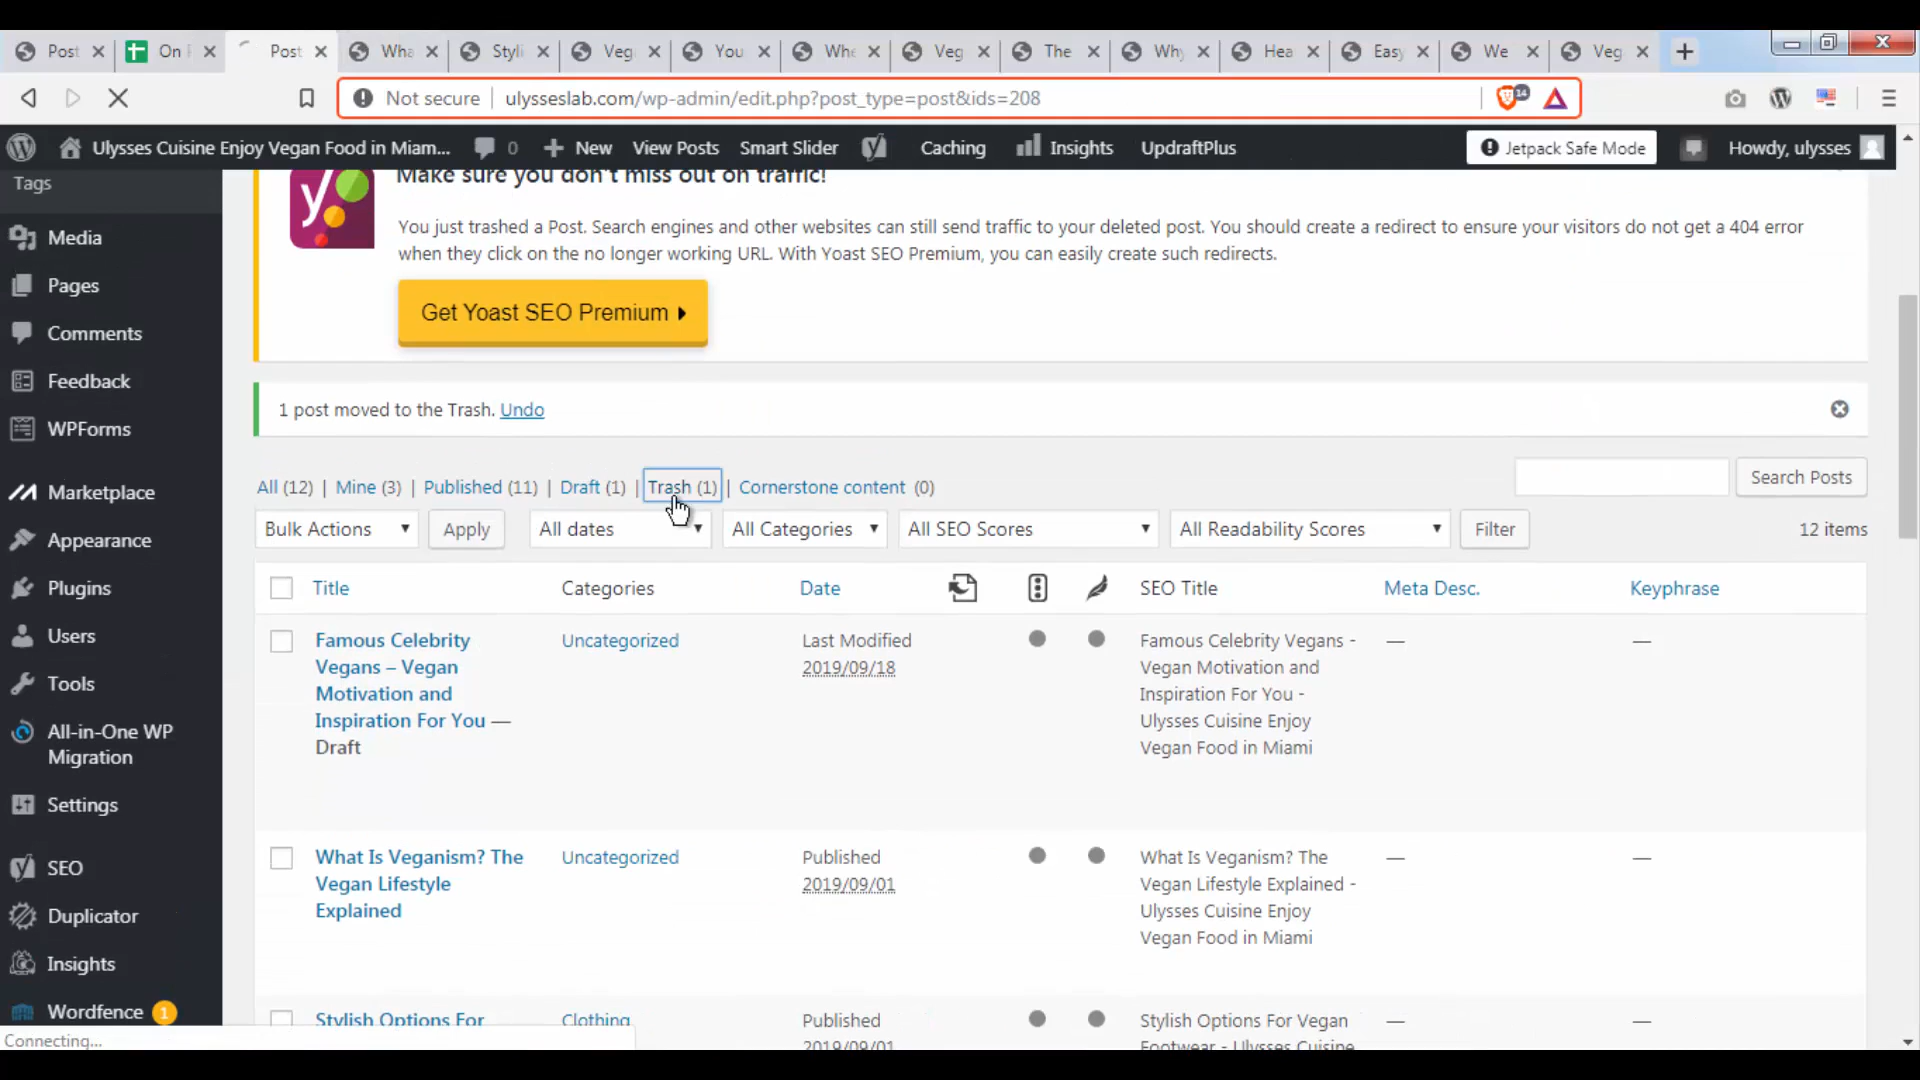 Post
On
Post
Wha
Styli
Veg
You
Whe
Veg
The
Why
Hea
Easy
We
Veg
Not secure
ulysseslab.com/wp-admin/edit.php?post_type=post&ids=208
14
Ulysses Cuisine Enjoy Vegan Food in Miam...
0
New
View Posts
Smart Slider
Caching
Insights
UpdraftPlus
Jetpack Safe Mode
Howdy, ulysses
Tags
Media
Pages
Comments
Feedback
WPForms
Marketplace
Appearance
Plugins
Users
Tools
All-in-One WP
Migration
Settings
SEO
Duplicator
Insights
Wordfence 1
Connecting...
Make sure you don't miss out on traffic!
You just trashed a Post. Search engines and other websites can still send traffic to your deleted post. You should create a redirect to ensure your visitors do not get a 404 error
when they click on the no longer working URL. With Yoast SEO Premium, you can easily create such redirects.
Get Yoast SEO Premium
1 post moved to the Trash. Undo
All (12) | Mine (3) | Published (11) | Draft (1) | Trash (1) | Cornerstone content (0)
Search Posts
Bulk Actions
Apply
All dates
All Categories
All SEO Scores
All Readability Scores
Filter
12 items
Title
Categories
Date
SEO Title
Meta Desc.
Keyphrase
Famous Celebrity
Vegans – Vegan
Motivation and
Inspiration For You —
Draft
Uncategorized
Last Modified
2019/09/18
Famous Celebrity Vegans -
Vegan Motivation and
Inspiration For You -
Ulysses Cuisine Enjoy
Vegan Food in Miami
—
—
What Is Veganism? The
Vegan Lifestyle
Explained
Uncategorized
Published
2019/09/01
What Is Veganism? The
Vegan Lifestyle Explained -
Ulysses Cuisine Enjoy
Vegan Food in Miami
—
—
Stylish Options For
Clothing
Published
2019/09/01
Stylish Options For Vegan
Footwear - Ulysses Cuisine
—
—